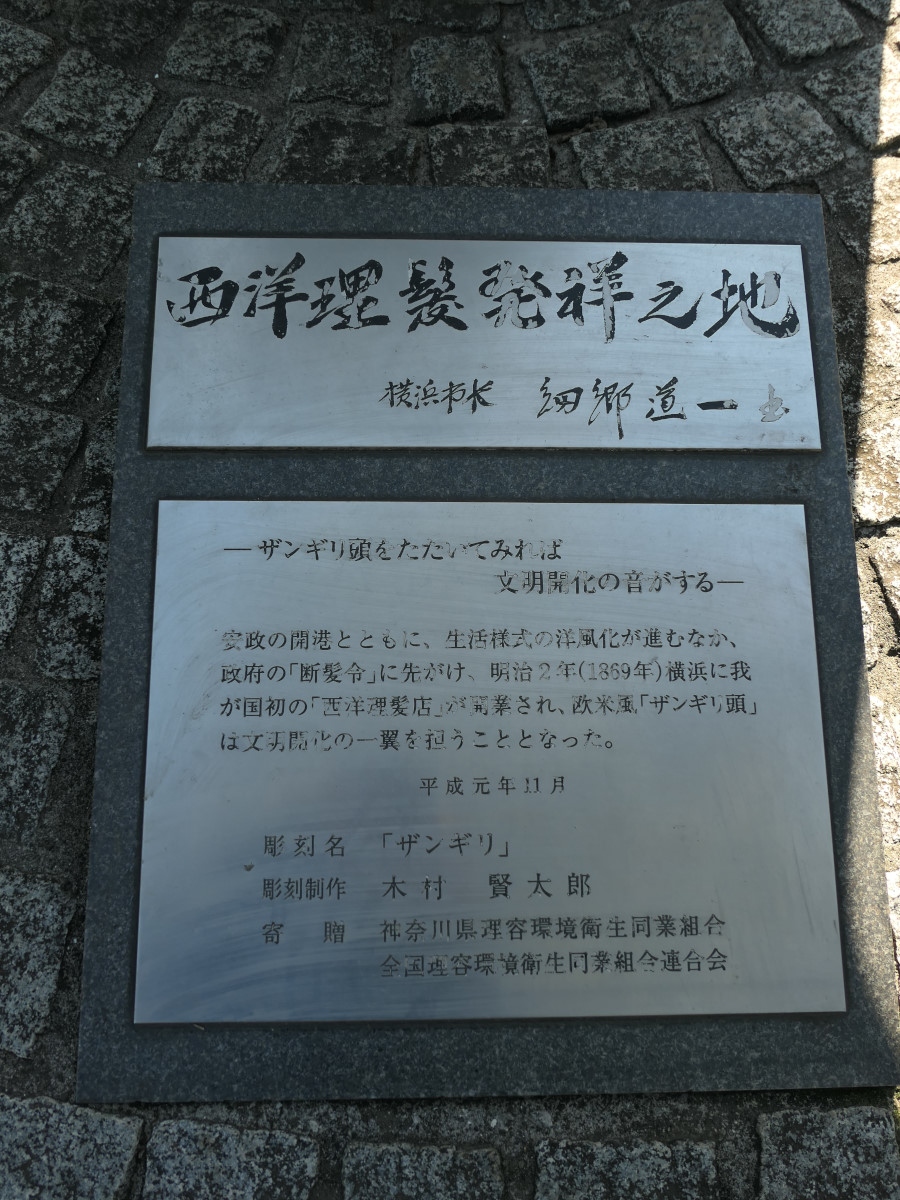 西洋理髪発祥之地
横浜市長 細郷道一 書
―ザンギリ頭をたたいてみれば
文明開化の音がする―
安政の開港とともに、生活様式の洋風化が進むなか、
政府の「断髪令」に先がけ、明治2年(1869年)横浜に我
が国初の「西洋理髪店」が開業され、欧米風「ザンギリ頭」
は文明開化の一翼を担うこととなった。
平成元年11月
彫刻名 「ザンギリ」
彫刻制作 木村 賢太郎
寄贈 神奈川県理容環境衛生同業組合
全国理容環境衛生同業組合連合会